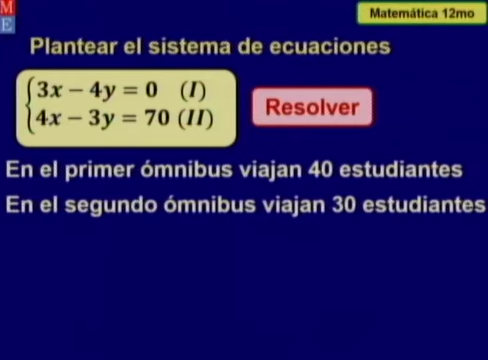 M
E
Matemática 12mo
Plantear el sistema de ecuaciones
3x − 4y = 0 (I)
4x − 3y = 70 (II)
Resolver
En el primer ómnibus viajan 40 estudiantes
En el segundo ómnibus viajan 30 estudiantes